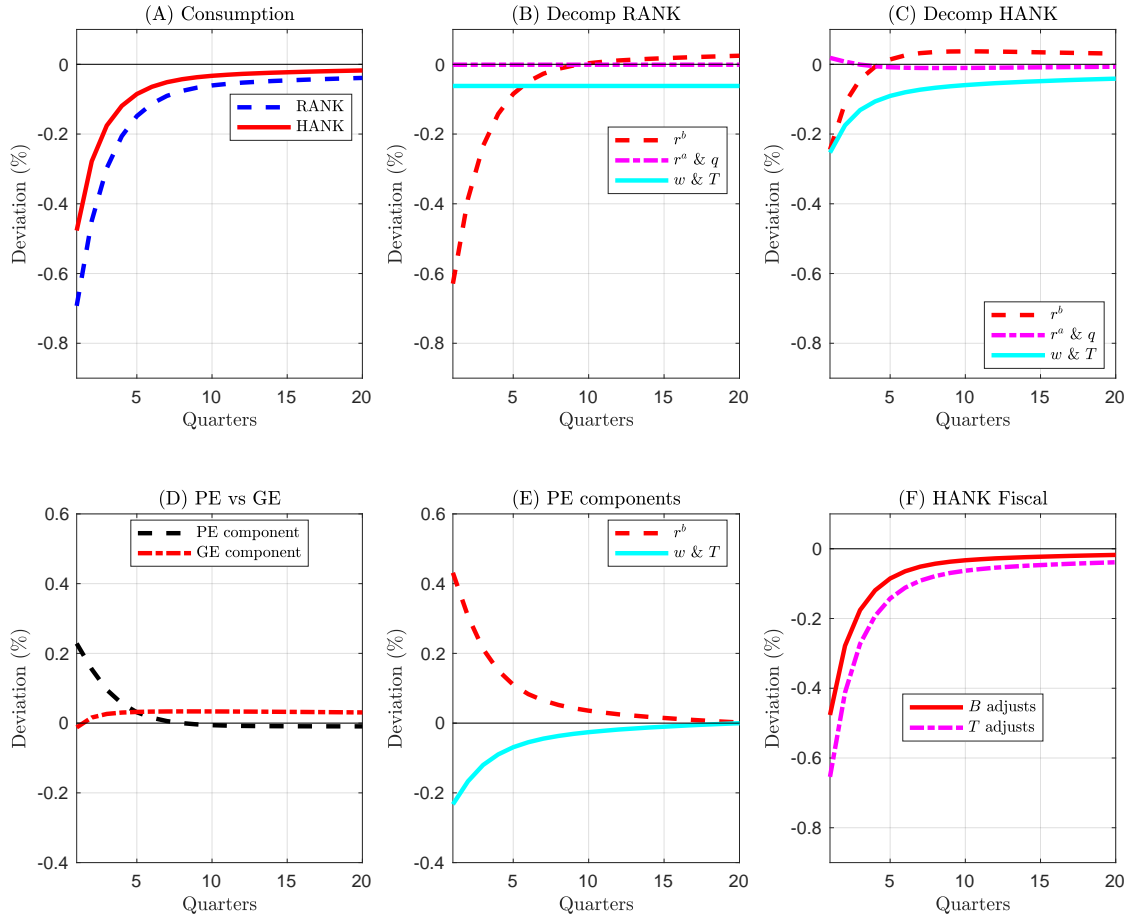 (A) Consumption
0
-0.2
-0.4
-0.6
-0.8
Deviation (%)
RANK
HANK
5
10
15
20
Quarters
(B) Decomp RANK
0
-0.2
-0.4
-0.6
-0.8
Deviation (%)
r^b
r^a & q
w & T
5
10
15
20
Quarters
(C) Decomp HANK
0
-0.2
-0.4
-0.6
-0.8
Deviation (%)
r^b
r^a & q
w & T
5
10
15
20
Quarters
(D) PE vs GE
0.6
0.4
0.2
0
-0.2
-0.4
Deviation (%)
PE component
GE component
5
10
15
20
Quarters
(E) PE components
0.6
0.4
0.2
0
-0.2
-0.4
Deviation (%)
r^b
w & T
5
10
15
20
Quarters
(F) HANK Fiscal
0
-0.2
-0.4
-0.6
-0.8
Deviation (%)
B adjusts
T adjusts
5
10
15
20
Quarters